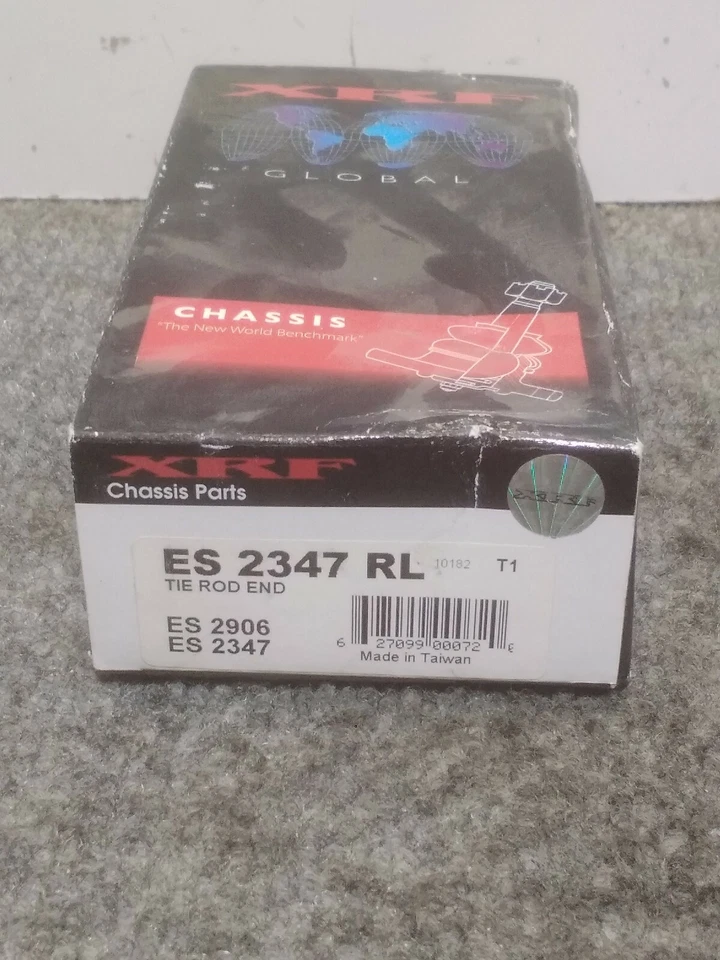 XRF
GLOBAL
CHASSIS
"The New World Benchmark"
XRF
Chassis Parts
XRF
ES 2347 RL 10182 T1
TIE ROD END
ES 2906
ES 2347
6 27099 00072
Made in Taiwan